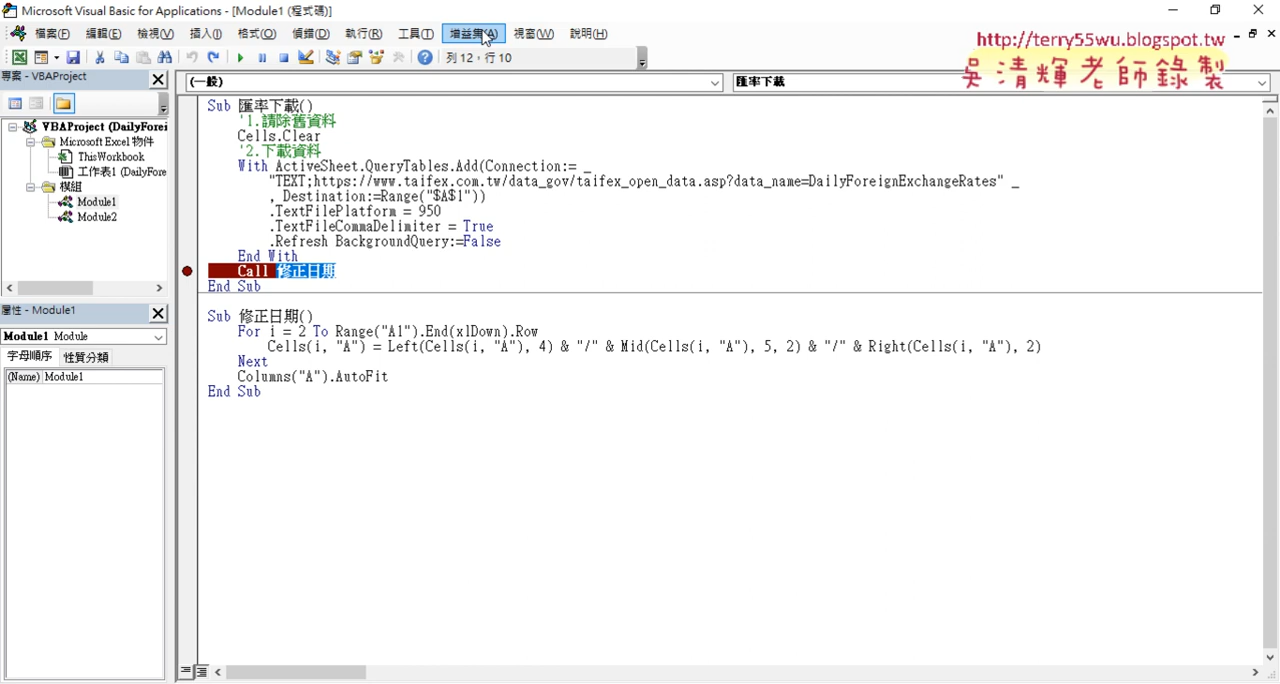 Microsoft Visual Basic for Applications - [Module1 (程式碼)]
檔案(F) 編輯(E) 檢視(V) 插入(I) 格式(O) 偵錯(D) 執行(R) 工具(T) 增益集(A) 視窗(W) 說明(H)
http://terry55wu.blogspot.tw
吳清輝老師錄製
列 12，行 10
專案 - VBAProject
(一般)
匯率下載
VBAProject (DailyForei
Microsoft Excel 物件
ThisWorkbook
工作表1 (DailyFore
模組
Module1
Module2
屬性 - Module1
Module1 Module
字母順序 性質分類
(Name) Module1
Sub 匯率下載()
'1.請除舊資料
Cells.Clear
'2.下載資料
With ActiveSheet.QueryTables.Add(Connection:= _
"TEXT;https://www.taifex.com.tw/data_gov/taifex_open_data.asp?data_name=DailyForeignExchangeRates" _
, Destination:=Range("$A$1"))
.TextFilePlatform = 950
.TextFileCommaDelimiter = True
.Refresh BackgroundQuery:=False
End With
Call 修正日期
End Sub
Sub 修正日期()
For i = 2 To Range("A1").End(xlDown).Row
Cells(i, "A") = Left(Cells(i, "A"), 4) & "/" & Mid(Cells(i, "A"), 5, 2) & "/" & Right(Cells(i, "A"), 2)
Next
Columns("A").AutoFit
End Sub